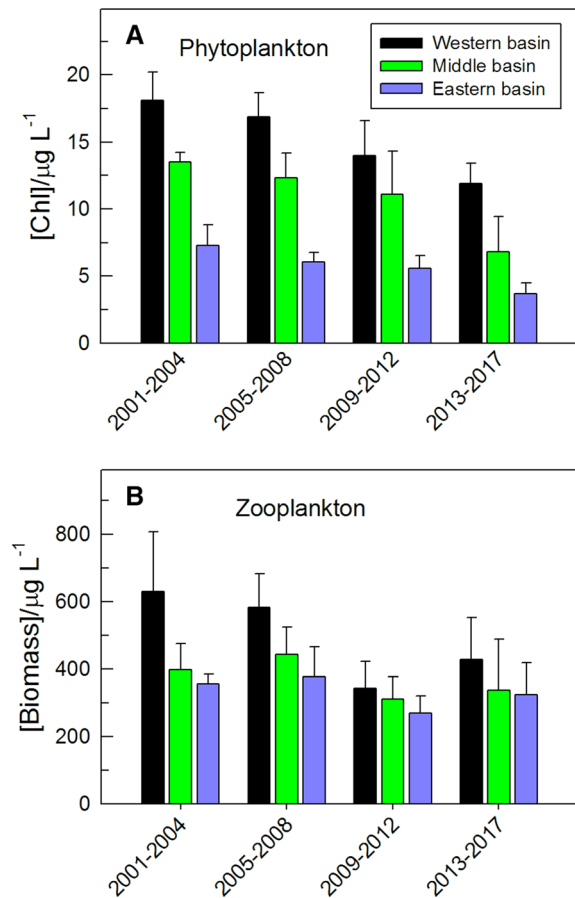 A
Phytoplankton
Western basin
Middle basin
Eastern basin
[Chl]/μg L⁻¹
20
15
10
5
0
2001-2004
2005-2008
2009-2012
2013-2017
B
Zooplankton
[Biomass]/μg L⁻¹
800
600
400
200
0
2001-2004
2005-2008
2009-2012
2013-2017